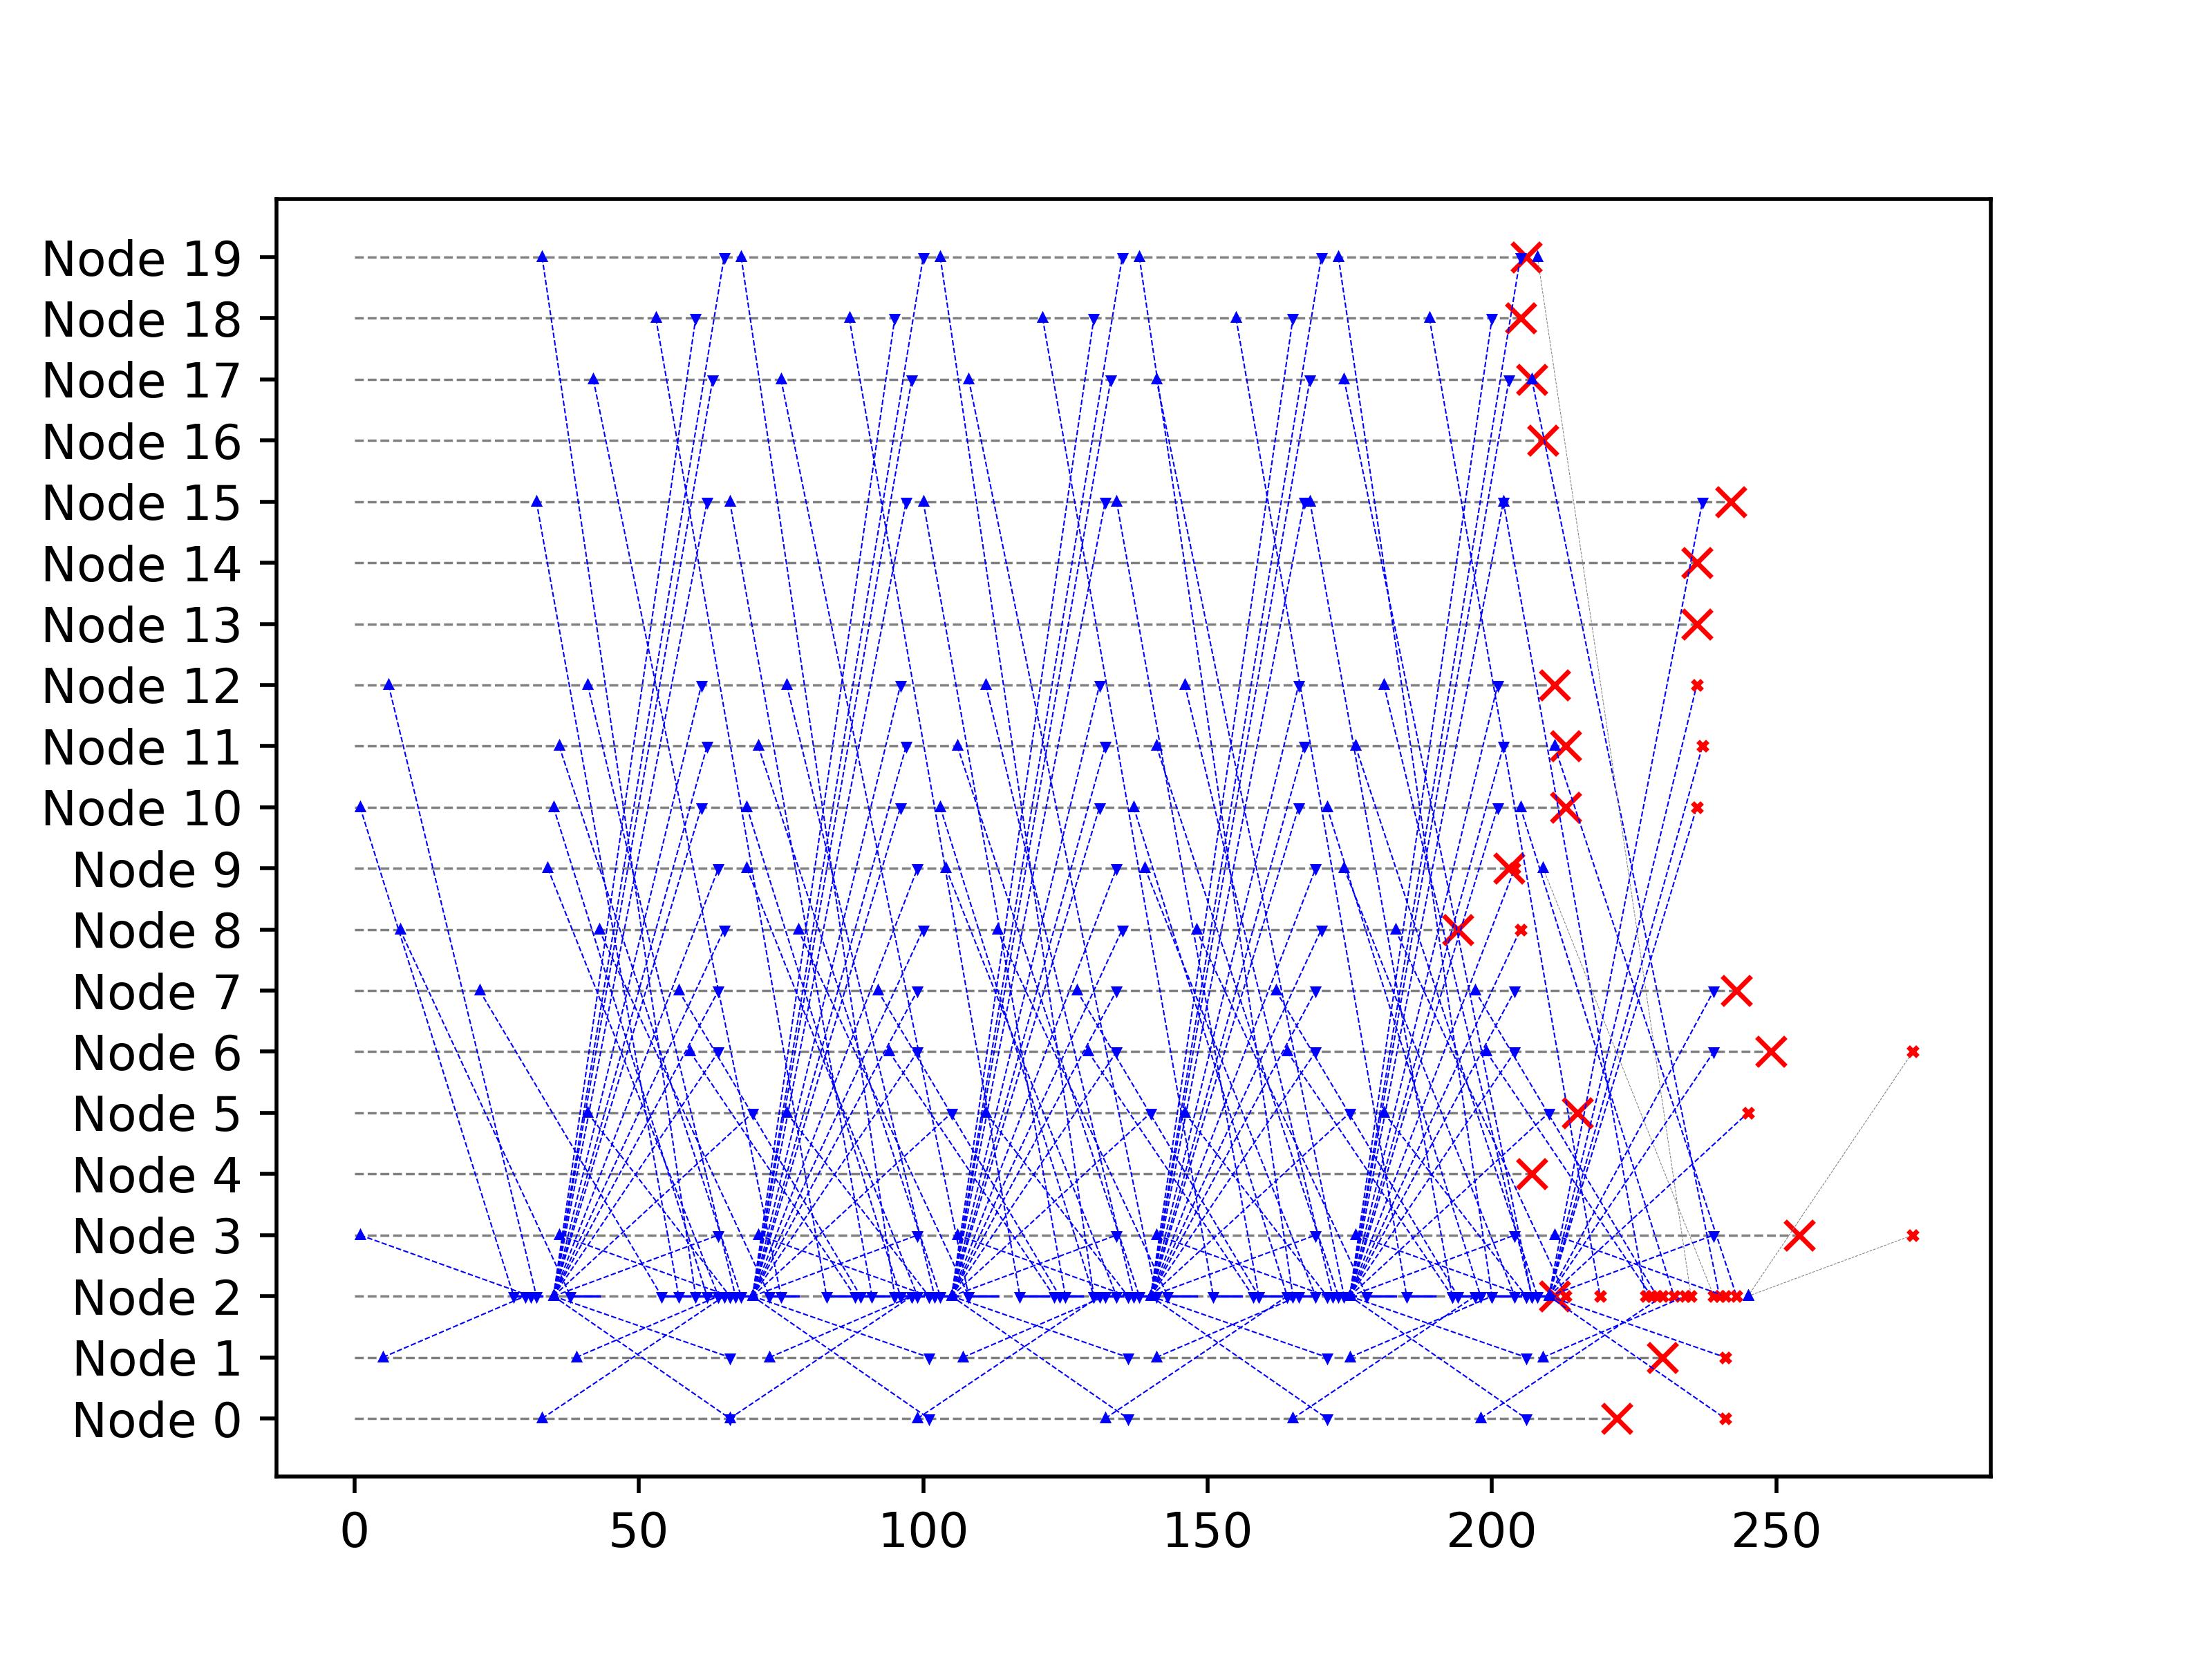 Node 19
Node 18
Node 17
Node 16
Node 15
Node 14
Node 13
Node 12
Node 11
Node 10
Node 9
Node 8
Node 7
Node 6
Node 5
Node 4
Node 3
Node 2
Node 1
Node 0
0 50 100 150 200 250